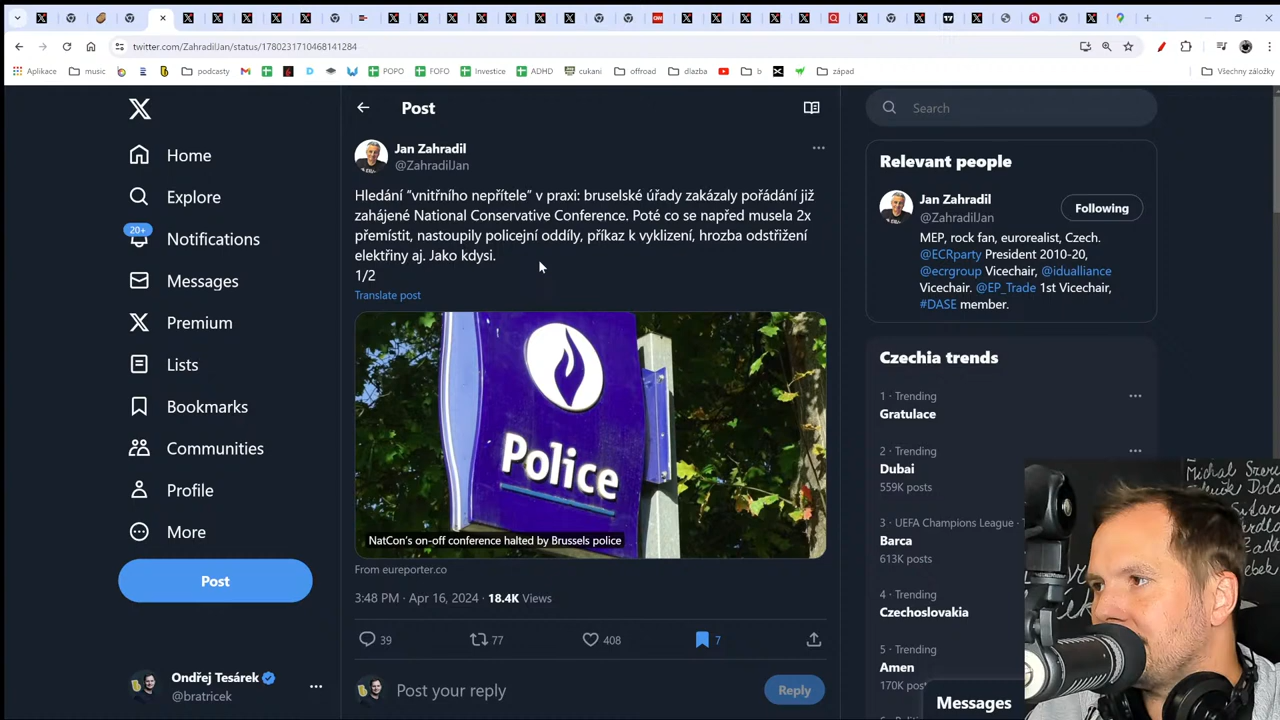 twitter.com/ZahradilJan/status/1780231710468141284
Aplikace
music
podcasty
POPO
FOFO
Investice
ADHD
cukani
offroad
dlazba
b
západ
Všechny záložky
Home
Explore
20+
Notifications
Messages
Premium
Lists
Bookmarks
Communities
Profile
More
Post
Ondřej Tesárek
@bratricek
Post
Jan Zahradil
@ZahradilJan
Hledání “vnitřního nepřítele” v praxi: bruselské úřady zakázaly pořádání již
zahájené National Conservative Conference. Poté co se napřed musela 2x
přemístit, nastoupily policejní oddíly, příkaz k vyklizení, hrozba odstřižení
elektřiny aj. Jako kdysi.
1/2
Translate post
Police
NatCon's on-off conference halted by Brussels police
From eureporter.co
3:48 PM · Apr 16, 2024 · 18.4K Views
39
77
408
7
Post your reply
Reply
Search
Relevant people
Jan Zahradil
@ZahradilJan
Following
MEP, rock fan, eurorealist, Czech.
@ECRparty President 2010-20,
@ecrgroup Vicechair, @idualliance
Vicechair. @EP_Trade 1st Vicechair,
#DASE member.
Czechia trends
1 · Trending
Gratulace
2 · Trending
Dubai
559K posts
3 · UEFA Champions League ·
Barca
613K posts
4 · Trending
Czechoslovakia
5 · Trending
Amen
170K posts
Messages
Michal